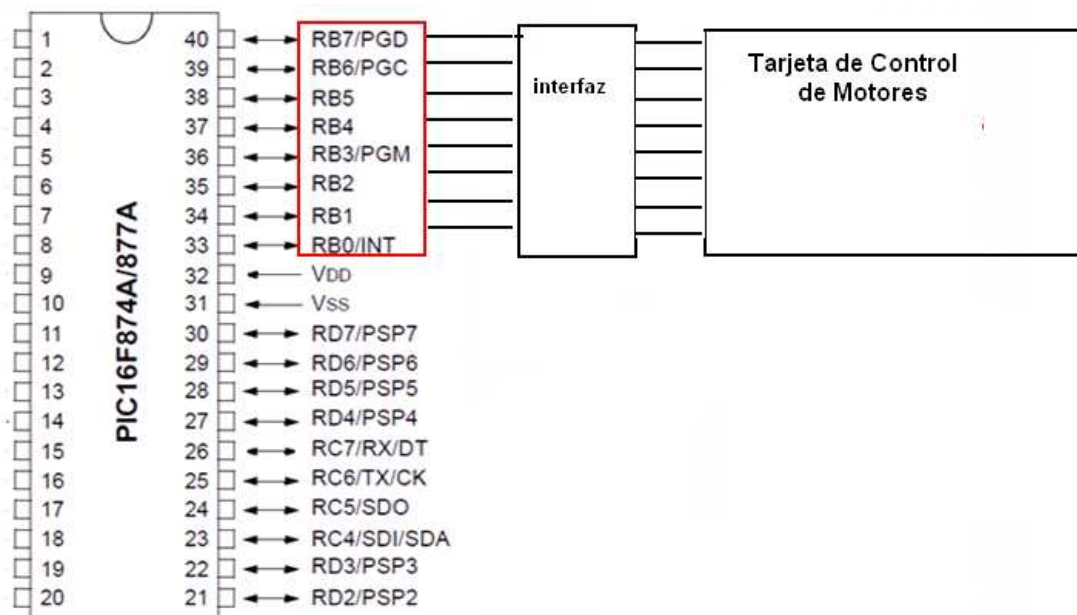 1 40 RB7/PGD
2 39 RB6/PGC
3 38 RB5
4 37 RB4
5 36 RB3/PGM
6 35 RB2
7 34 RB1
8 33 RB0/INT
9 32 VDD
10 31 VSS
11 30 RD7/PSP7
12 29 RD6/PSP6
13 28 RD5/PSP5
14 27 RD4/PSP4
15 26 RC7/RX/DT
16 25 RC6/TX/CK
17 24 RC5/SDO
18 23 RC4/SDI/SDA
19 22 RD3/PSP3
20 21 RD2/PSP2
PIC16F874A/877A
interfaz
Tarjeta de Control
de Motores